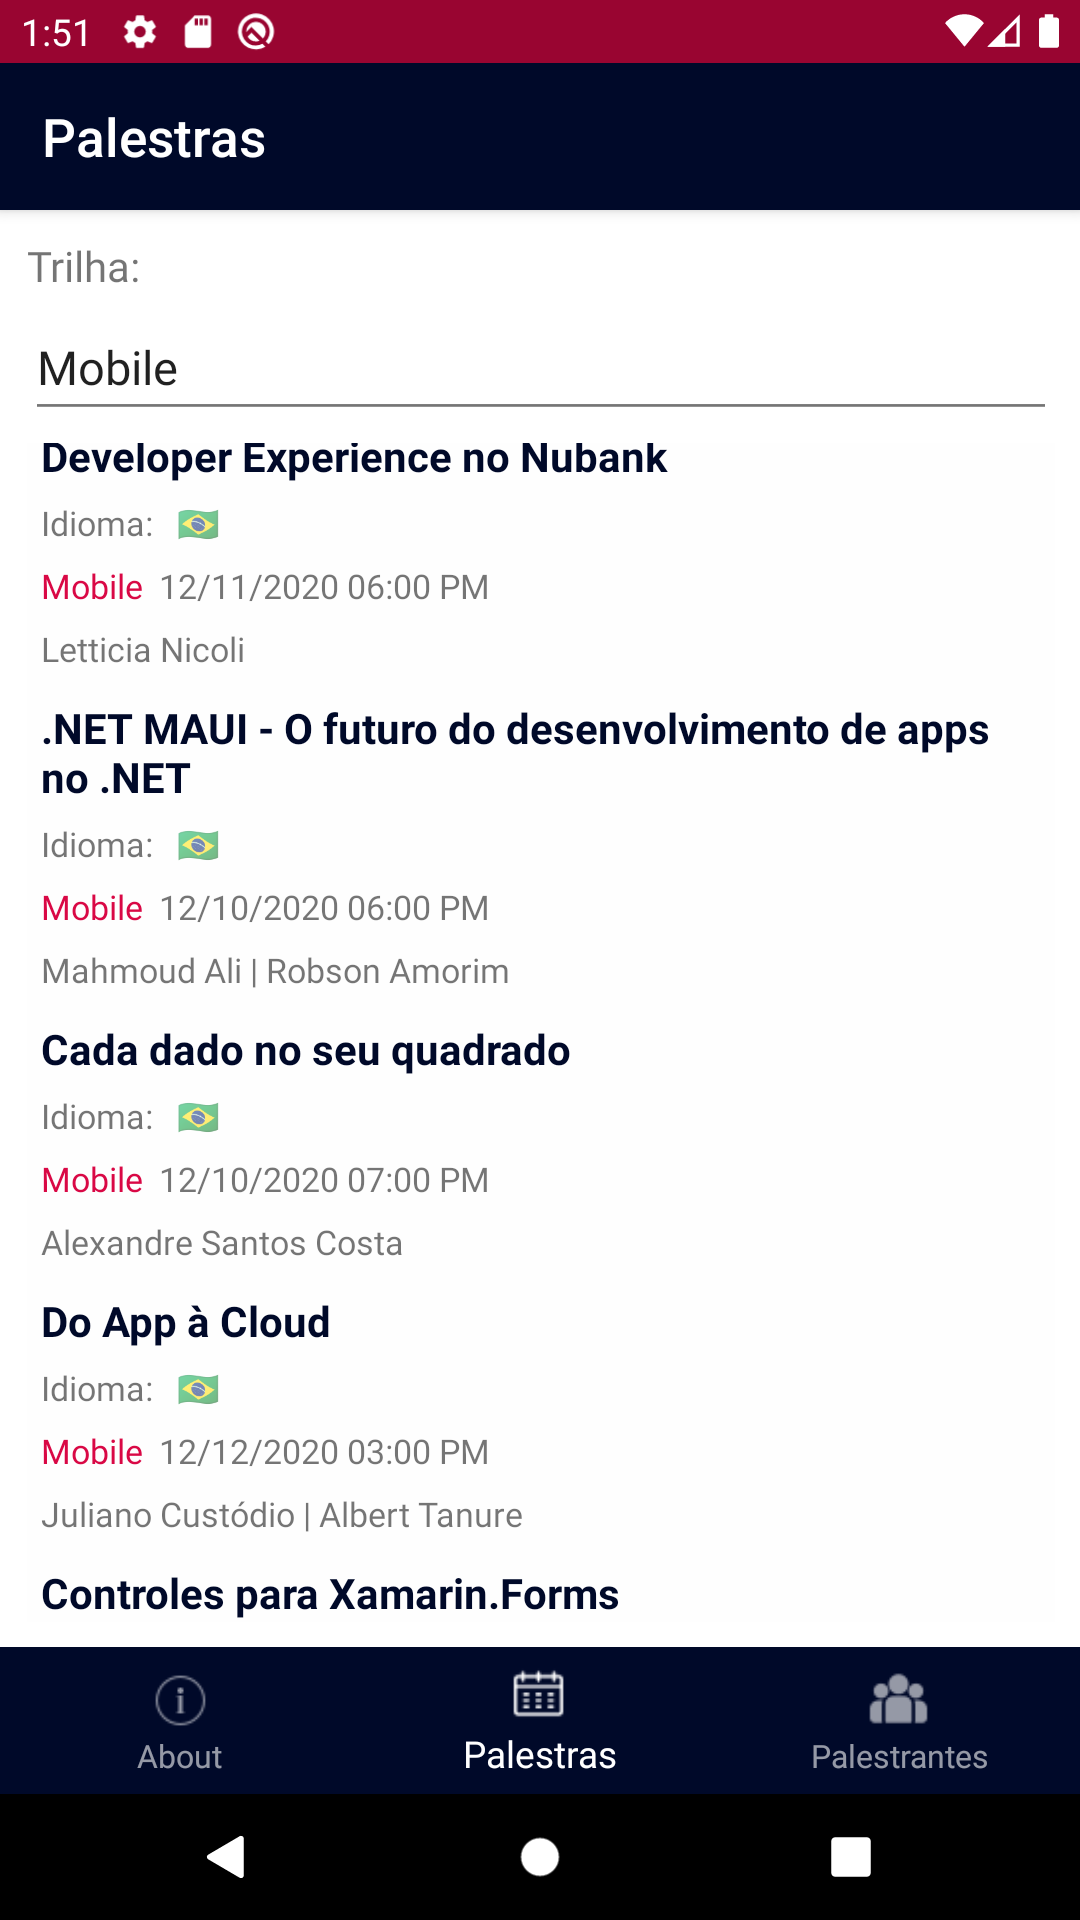 1:51
Palestras
Trilha:
Mobile
Developer Experience no Nubank
Idioma:
Mobile 12/11/2020 06:00 PM
Letticia Nicoli
.NET MAUI - O futuro do desenvolvimento de apps
no .NET
Idioma:
Mobile 12/10/2020 06:00 PM
Mahmoud Ali | Robson Amorim
Cada dado no seu quadrado
Idioma:
Mobile 12/10/2020 07:00 PM
Alexandre Santos Costa
Do App à Cloud
Idioma:
Mobile 12/12/2020 03:00 PM
Juliano Custódio | Albert Tanure
Controles para Xamarin.Forms
About
Palestras
Palestrantes